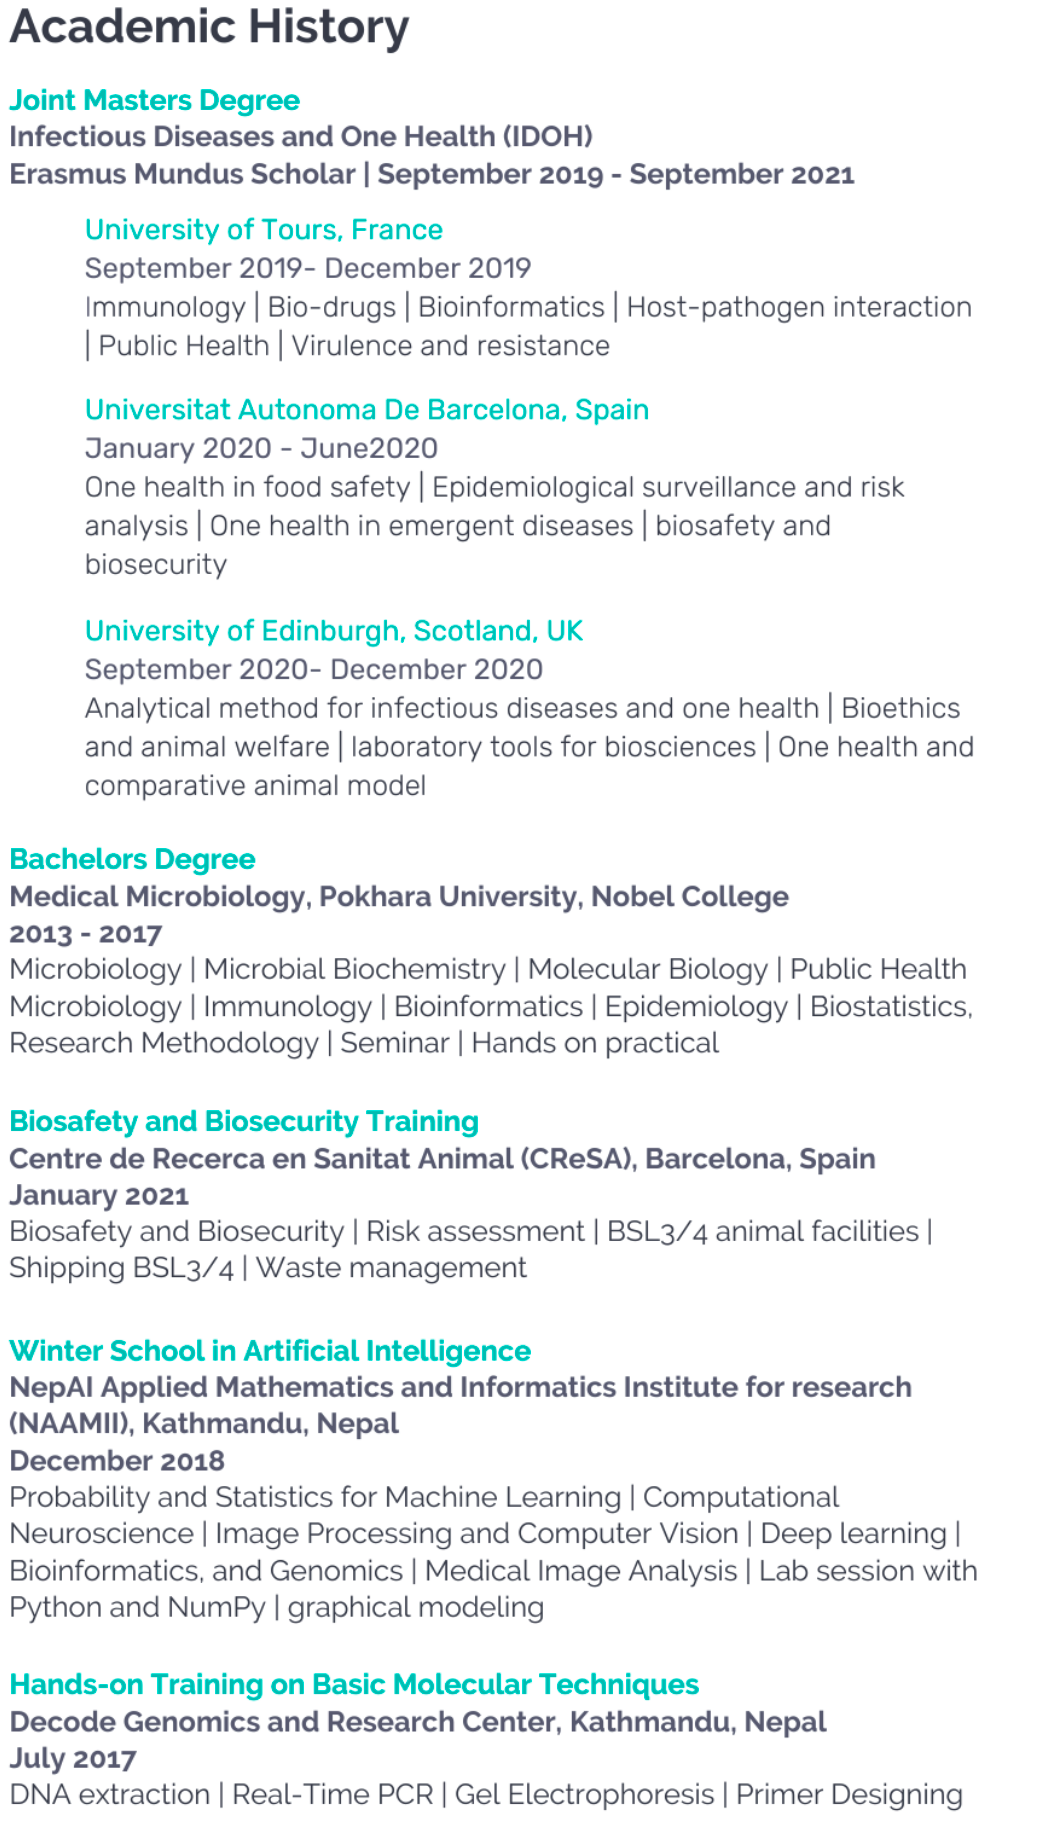 Academic History
Joint Masters Degree
Infectious Diseases and One Health (IDOH)
Erasmus Mundus Scholar | September 2019 - September 2021
University of Tours, France
September 2019- December 2019
Immunology | Bio-drugs | Bioinformatics | Host-pathogen interaction
| Public Health | Virulence and resistance
Universitat Autonoma De Barcelona, Spain
January 2020 - June2020
One health in food safety | Epidemiological surveillance and risk
analysis | One health in emergent diseases | biosafety and
biosecurity
University of Edinburgh, Scotland, UK
September 2020- December 2020
Analytical method for infectious diseases and one health | Bioethics
and animal welfare | laboratory tools for biosciences | One health and
comparative animal model
Bachelors Degree
Medical Microbiology, Pokhara University, Nobel College
2013 - 2017
Microbiology | Microbial Biochemistry | Molecular Biology | Public Health
Microbiology | Immunology | Bioinformatics | Epidemiology | Biostatistics,
Research Methodology | Seminar | Hands on practical
Biosafety and Biosecurity Training
Centre de Recerca en Sanitat Animal (CReSA), Barcelona, Spain
January 2021
Biosafety and Biosecurity | Risk assessment | BSL3/4 animal facilities |
Shipping BSL3/4 | Waste management
Winter School in Artificial Intelligence
NepAI Applied Mathematics and Informatics Institute for research
(NAAMII), Kathmandu, Nepal
December 2018
Probability and Statistics for Machine Learning | Computational
Neuroscience | Image Processing and Computer Vision | Deep learning |
Bioinformatics, and Genomics | Medical Image Analysis | Lab session with
Python and NumPy | graphical modeling
Hands-on Training on Basic Molecular Techniques
Decode Genomics and Research Center, Kathmandu, Nepal
July 2017
DNA extraction | Real-Time PCR | Gel Electrophoresis | Primer Designing